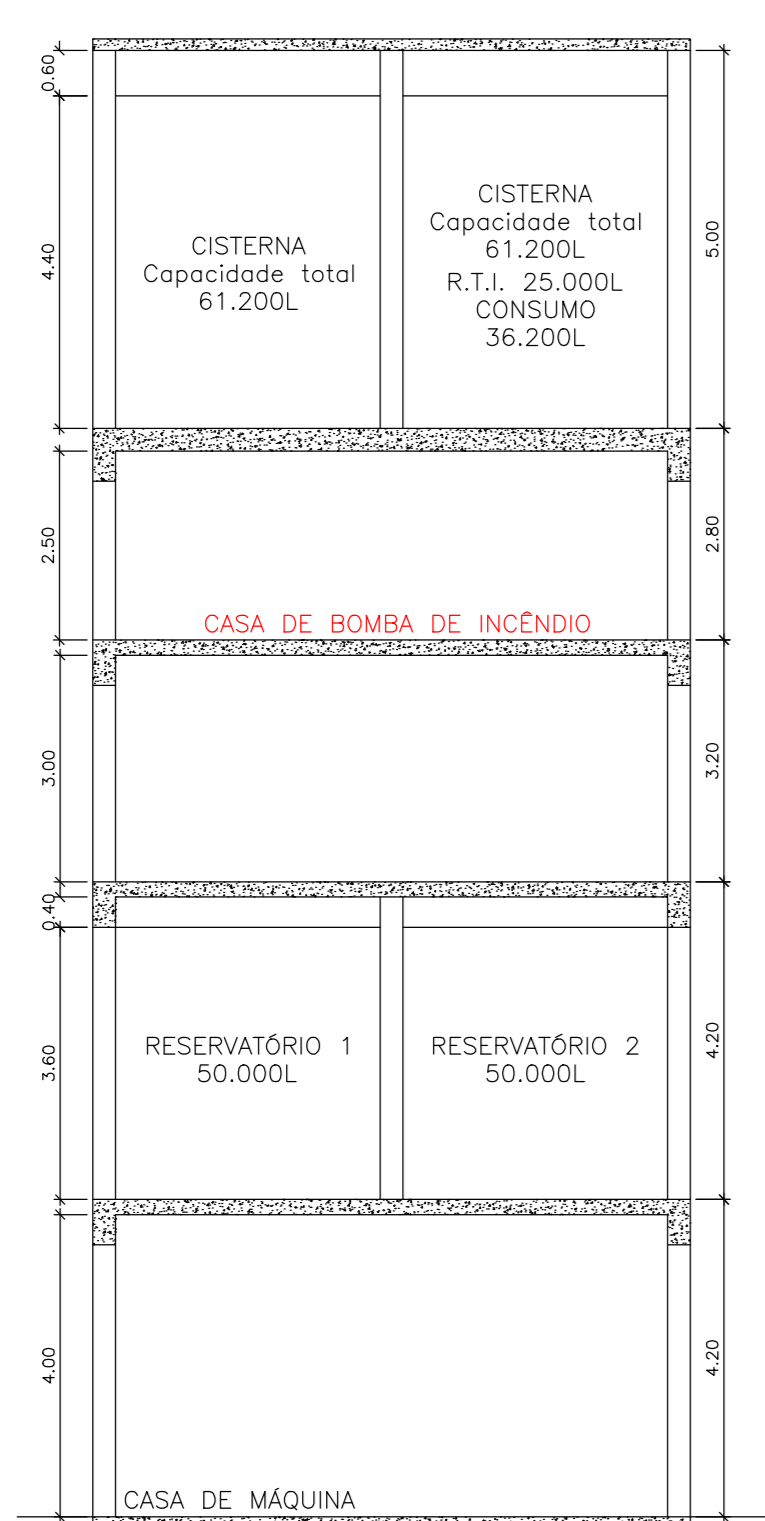 0.60
4.40
5.00
CISTERNA
Capacidade total
61.200L
CISTERNA
Capacidade total
61.200L
R.T.I. 25.000L
CONSUMO
36.200L
2.50
2.80
CASA DE BOMBA DE INCÊNDIO
3.00
3.20
0.40
3.60
4.20
RESERVATÓRIO 1
50.000L
RESERVATÓRIO 2
50.000L
4.00
4.20
CASA DE MÁQUINA